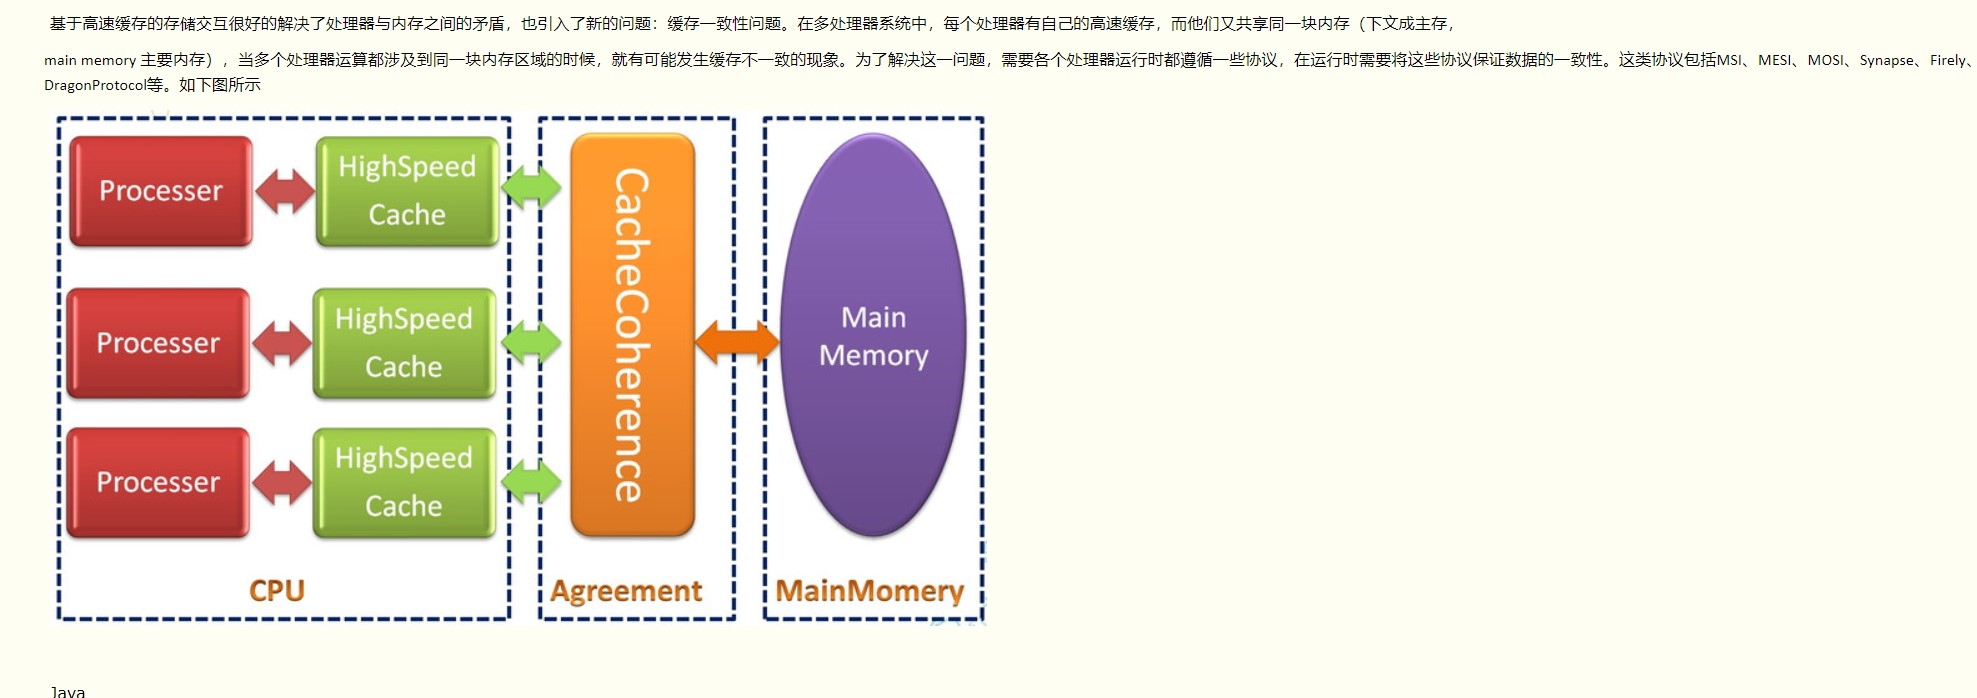 基于高速缓存的存储交互很好的解决了处理器与内存之间的矛盾，也引入了新的问题：缓存一致性问题。在多处理器系统中，每个处理器有自己的高速缓存，而他们又共享同一块内存（下文成主存，
main memory 主要内存），当多个处理器运算都涉及到同一块内存区域的时候，就有可能发生缓存不一致的现象。为了解决这一问题，需要各个处理器运行时都遵循一些协议，在运行时需要将这些协议保证数据的一致性。这类协议包括MSI、MESI、MOSI、Synapse、Firely、
DragonProtocol等。如下图所示
Processer
HighSpeed
Cache
Processer
HighSpeed
Cache
Processer
HighSpeed
Cache
CacheCoherence
Main
Memory
CPU
Agreement
MainMomery
Java